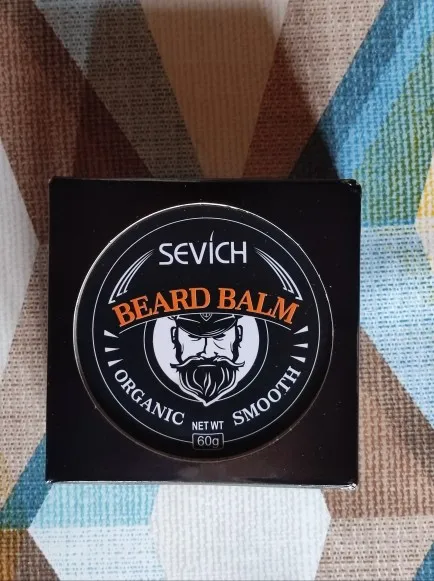 SEVICH
BEARD BALM
ORGANIC
SMOOTH
NET WT
60g